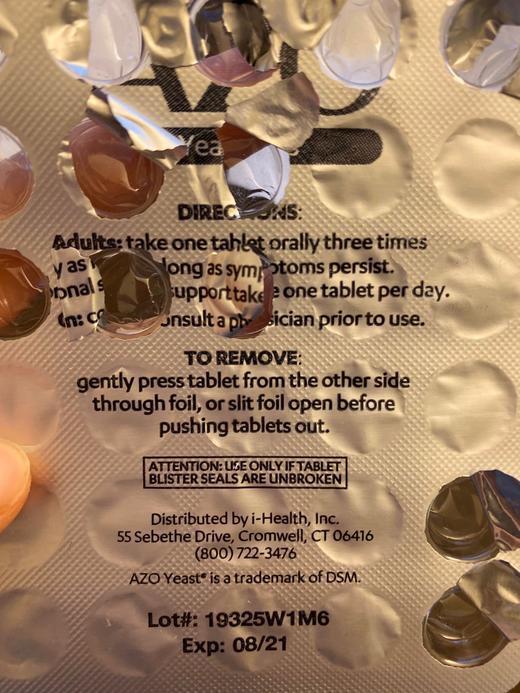 AZO
Yea
DIREC NS:
Adults: take one tablet orally three times
y as long as symptoms persist.
onal s support take one tablet per day.
nsult a physician prior to use.
TO REMOVE:
gently press tablet from the other side
through foil, or slit foil open before
pushing tablets out.
ATTENTION: USE ONLY IF TABLET
BLISTER SEALS ARE UNBROKEN
Distributed by i-Health, Inc.
55 Sebethe Drive, Cromwell, CT 06416
(800) 722-3476
AZO Yeast® is a trademark of DSM.
Lot#: 19325W1M6
Exp: 08/21